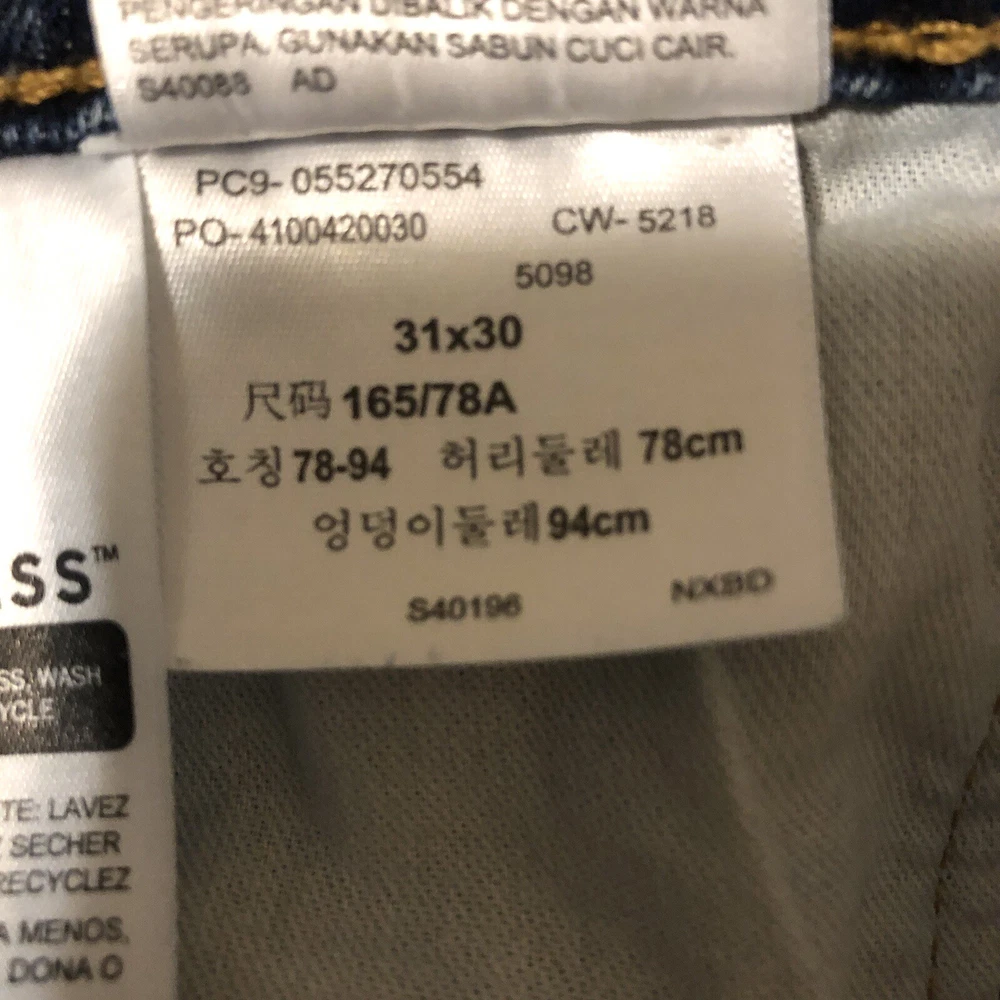 PENGERINGAN DIBALIK DENGAN WARNA
SERUPA. GUNAKAN SABUN CUCI CAIR.
S40088 AD
PC9- 055270554
PO- 4100420030 CW- 5218
5098
31x30
尺码 165/78A
호칭 78-94 허리둘레 78cm
엉덩이둘레 94cm
S40196 NXBD
SS™
SS, WASH
YCLE
TE: LAVEZ
SECHER
RECYCLEZ
A MENOS,
DONA O